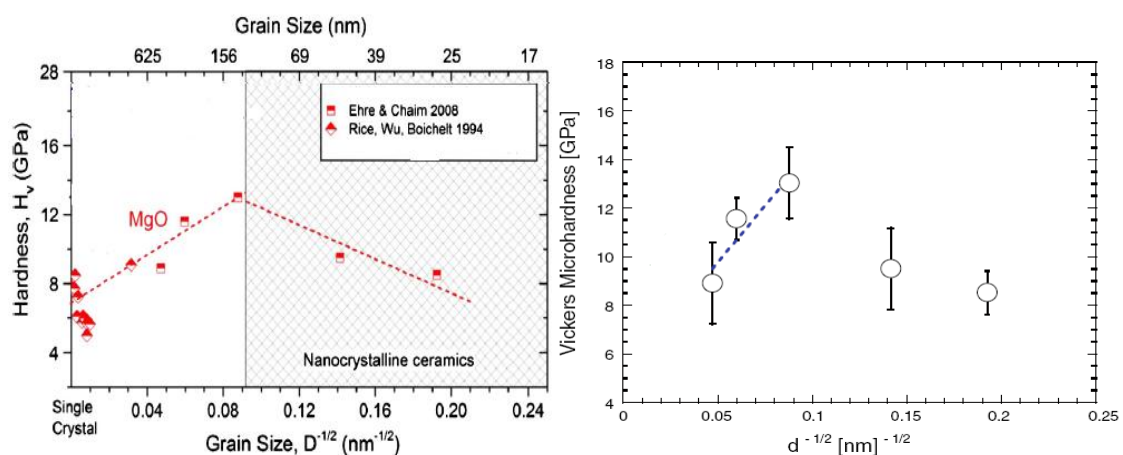 Grain Size (nm)
625 156 69 39 25 17
28
16
12
8
4
Hardness, Hv (GPa)
Ehre & Chaim 2008
Rice, Wu, Boichelt 1994
MgO
Nanocrystalline ceramics
Single
Crystal
0.04 0.08 0.12 0.16 0.20 0.24
Grain Size, D-1/2 (nm-1/2)
18
16
14
12
10
8
6
4
Vickers Microhardness [GPa]
0 0.05 0.1 0.15 0.2 0.25
d -1/2 [nm] -1/2